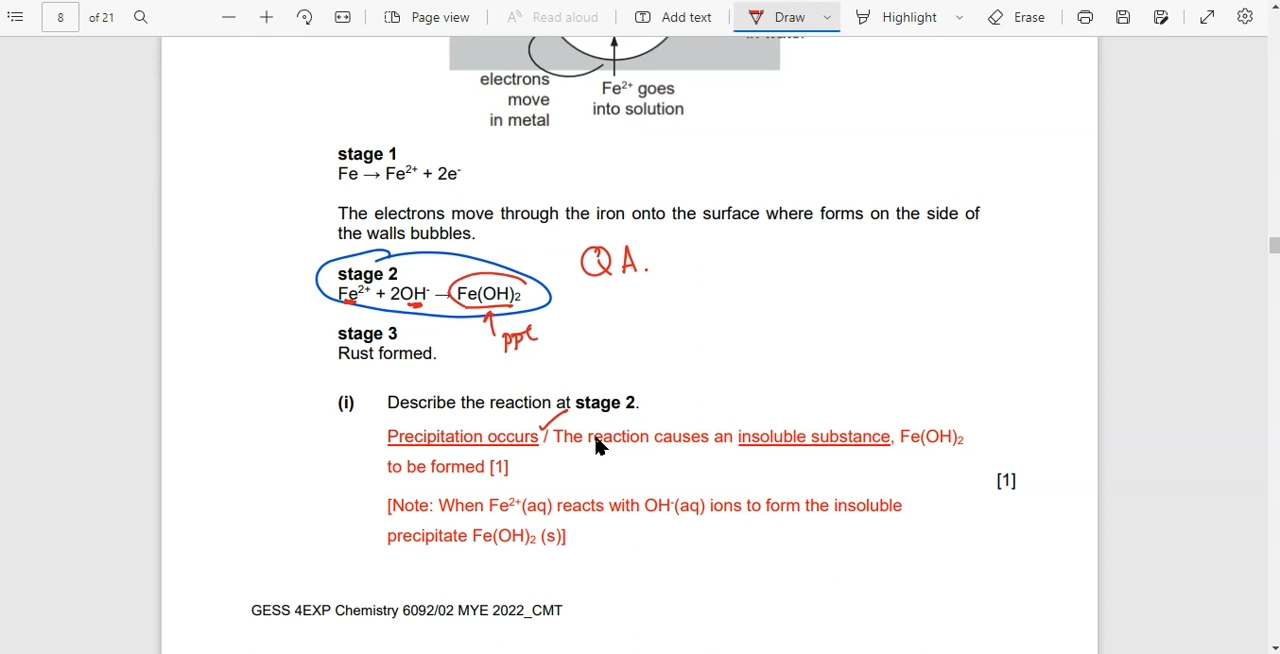 8 of 21 Page view Read aloud Add text Draw Highlight Erase
electrons
move
in metal
Fe²⁺ goes
into solution
stage 1
Fe → Fe²⁺ + 2e⁻
The electrons move through the iron onto the surface where forms on the side of
the walls bubbles.
QA.
stage 2
Fe²⁺ + 2OH⁻ → Fe(OH)₂
ppt
stage 3
Rust formed.
(i) Describe the reaction at stage 2.
Precipitation occurs / The reaction causes an insoluble substance, Fe(OH)₂
to be formed [1]
[1]
[Note: When Fe²⁺(aq) reacts with OH⁻(aq) ions to form the insoluble
precipitate Fe(OH)₂ (s)]
GESS 4EXP Chemistry 6092/02 MYE 2022_CMT